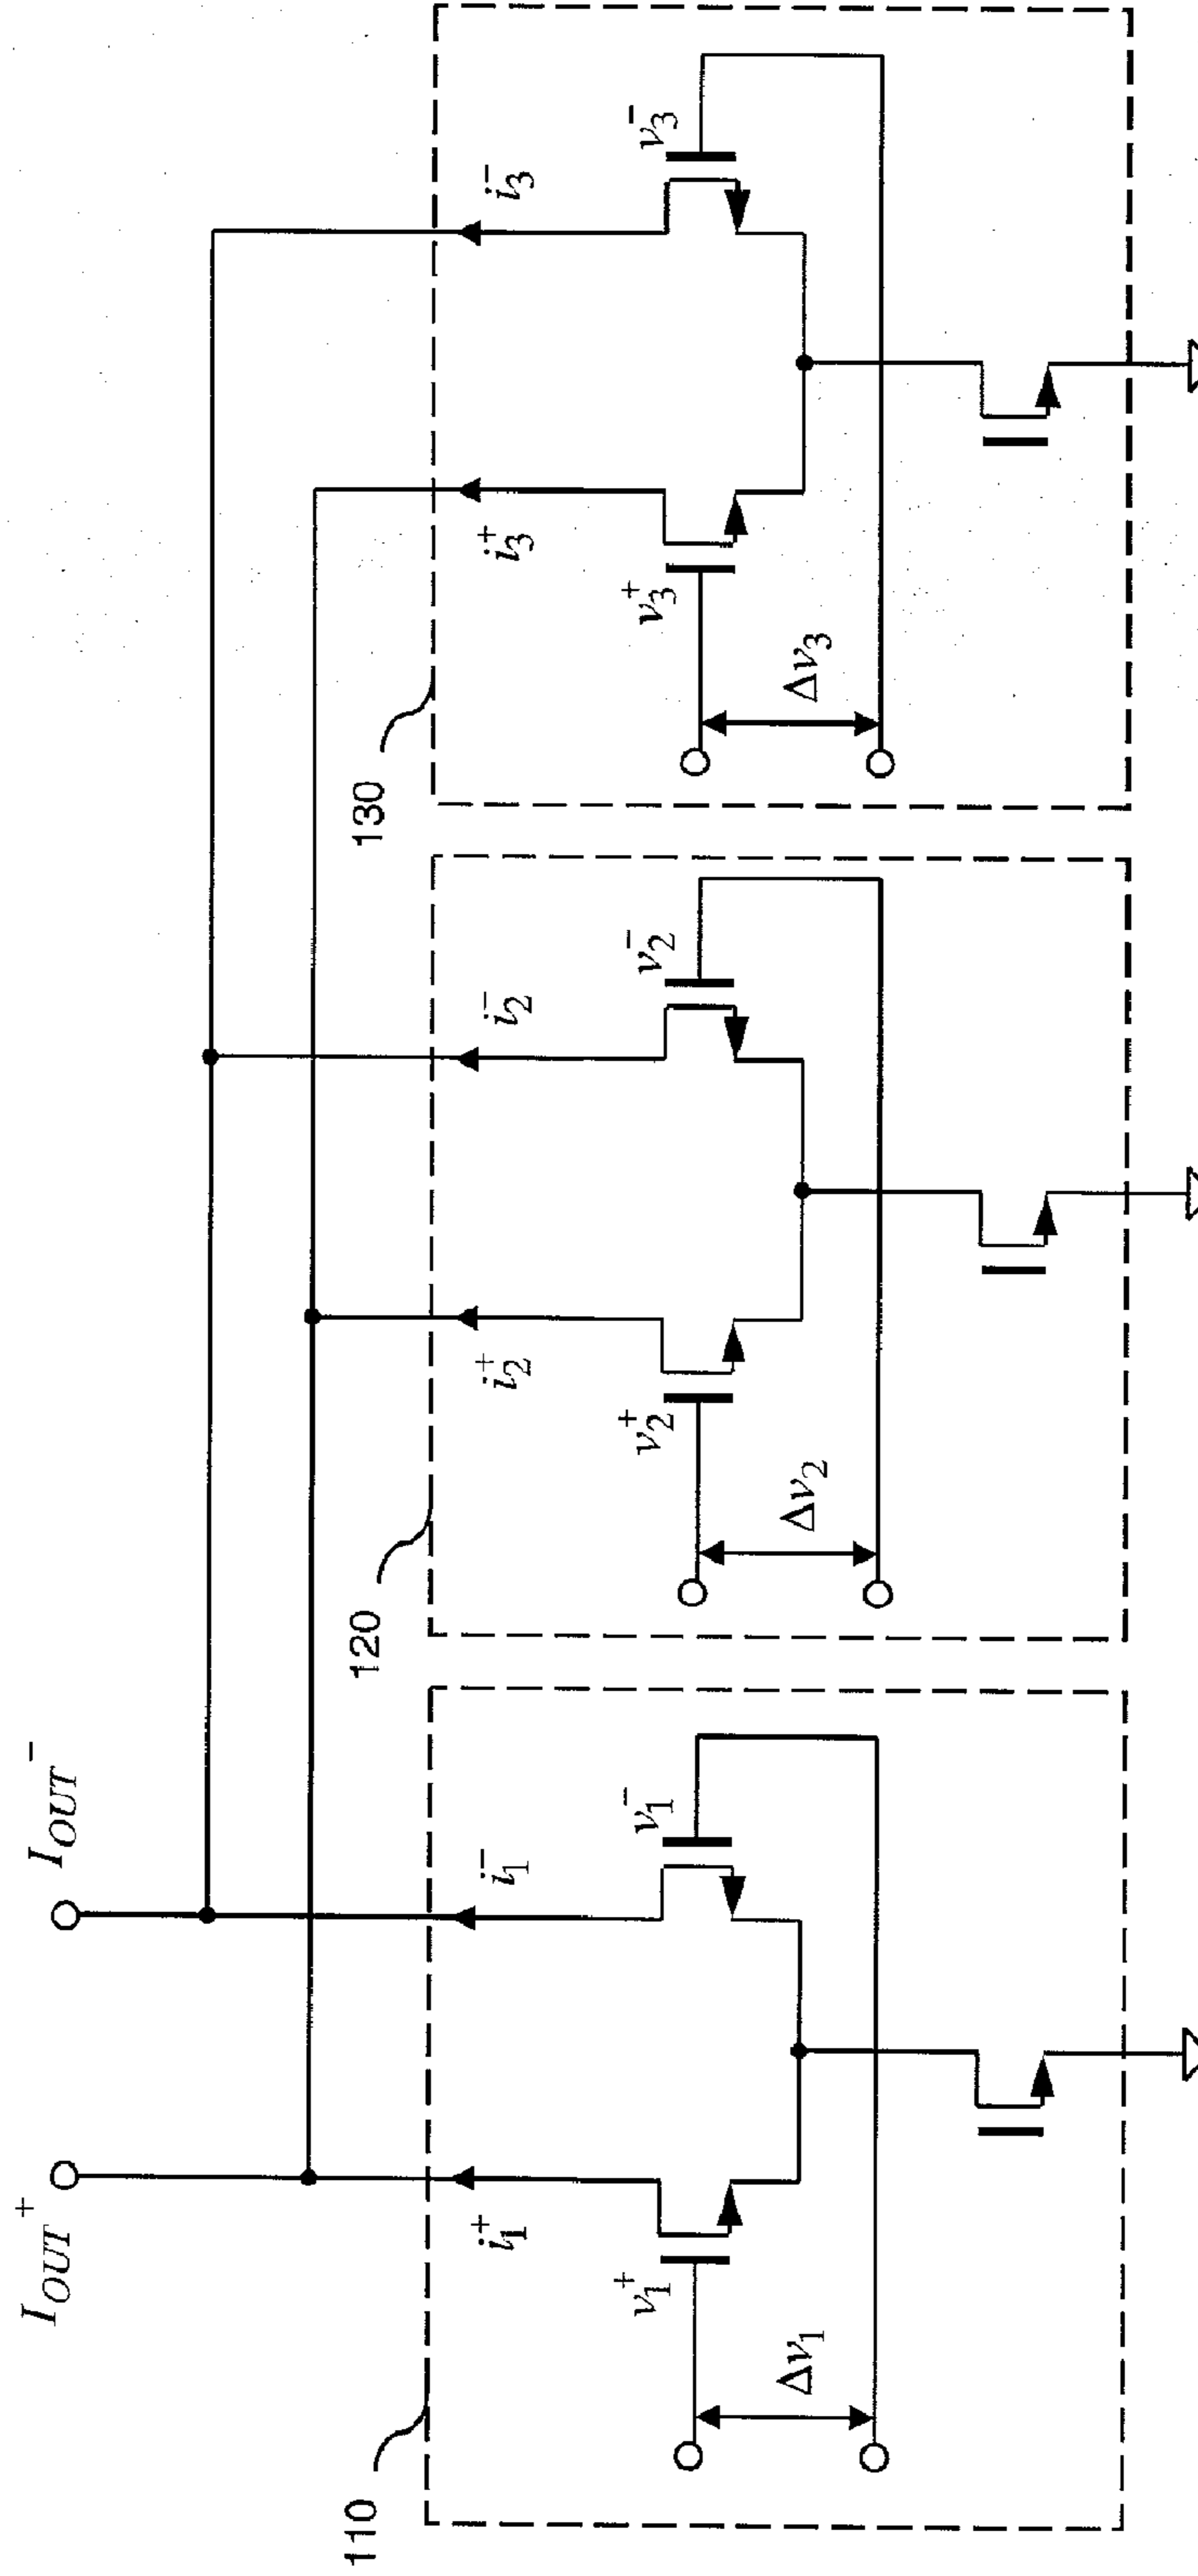 I_OUT^+
I_OUT^-
110
120
130
i_1^+
i_1^-
i_2^+
i_2^-
i_3^+
i_3^-
v_1^+
v_1^-
v_2^+
v_2^-
v_3^+
v_3^-
Δv_1
Δv_2
Δv_3